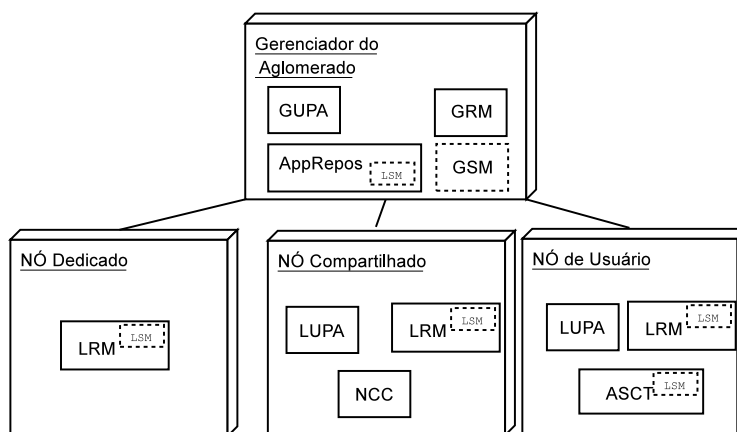 Gerenciador do
Aglomerado
GUPA
GRM
AppRepos
LSM
GSM
NÓ Dedicado
LRM
LSM
NÓ Compartilhado
LUPA
LRM
LSM
NCC
NÓ de Usuário
LUPA
LRM
LSM
ASCT
LSM